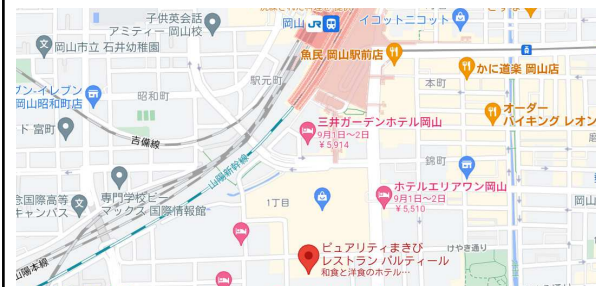 子供英会話
アミティー 岡山校
岡山 JR
イコットニコット
岡山市立 石井幼稚園
魚民 岡山駅前店
かに道楽 岡山店
駅元町
本町
ブン-イレブン
岡山昭和町店
昭和町
オーダー
バイキング レオン
ド 富町
吉備線
三井ガーデンホテル岡山
9月1日~2日
¥5,914
錦町
山陽新幹線
念国際高等
キャンパス
専門学校ビー
マックス 国際情報館
1丁目
ホテルエリアワン岡山
9月1日~2日
¥5,510
岡山
ピュアリティまきび
レストラン パルティール
和食と洋食のホテル…
けやき通り
山陽本線